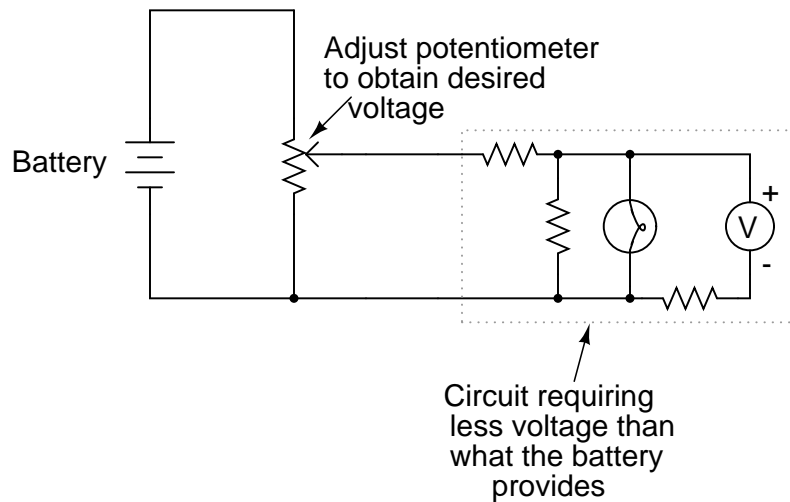 Adjust potentiometer
to obtain desired
voltage
Battery
+
V
-
Circuit requiring
less voltage than
what the battery
provides